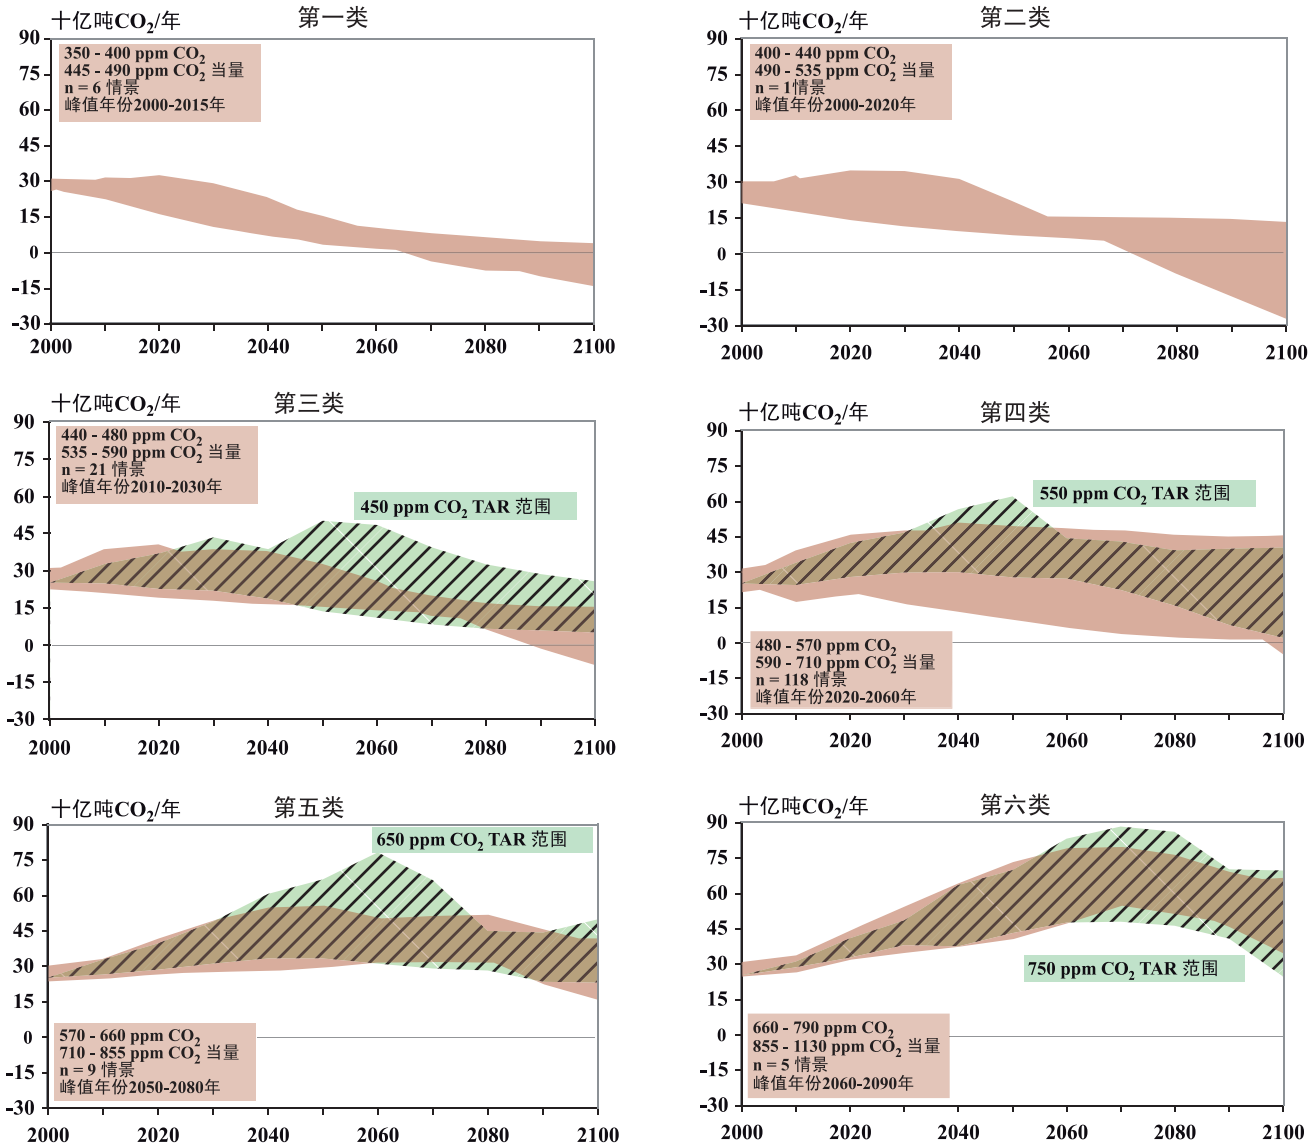 十亿吨CO2/年
第一类
350 - 400 ppm CO2
445 - 490 ppm CO2 当量
n = 6 情景
峰值年份2000-2015年
90
75
60
45
30
15
0
-15
-30
2000 2020 2040 2060 2080 2100
十亿吨CO2/年
第二类
400 - 440 ppm CO2
490 - 535 ppm CO2 当量
n = 1情景
峰值年份2000-2020年
90
75
60
45
30
15
0
-15
-30
2000 2020 2040 2060 2080 2100
十亿吨CO2/年
第三类
440 - 480 ppm CO2
535 - 590 ppm CO2 当量
n = 21 情景
峰值年份2010-2030年
450 ppm CO2 TAR 范围
90
75
60
45
30
15
0
-15
-30
2000 2020 2040 2060 2080 2100
十亿吨CO2/年
第四类
550 ppm CO2 TAR 范围
480 - 570 ppm CO2
590 - 710 ppm CO2 当量
n = 118 情景
峰值年份2020-2060年
90
75
60
45
30
15
0
-15
-30
2000 2020 2040 2060 2080 2100
十亿吨CO2/年
第五类
650 ppm CO2 TAR 范围
570 - 660 ppm CO2
710 - 855 ppm CO2 当量
n = 9 情景
峰值年份2050-2080年
90
75
60
45
30
15
0
-15
-30
2000 2020 2040 2060 2080 2100
十亿吨CO2/年
第六类
750 ppm CO2 TAR 范围
660 - 790 ppm CO2
855 - 1130 ppm CO2 当量
n = 5 情景
峰值年份2060-2090年
90
75
60
45
30
15
0
-15
-30
2000 2020 2040 2060 2080 2100